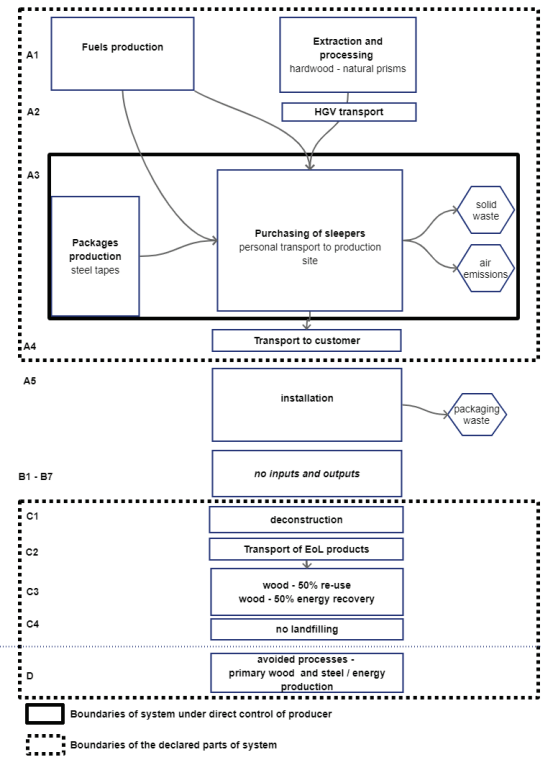 A1
Fuels production
Extraction and
processing
hardwood - natural prisms
A2
HGV transport
A3
Packages
production
steel tapes
Purchasing of sleepers
personal transport to production
site
solid
waste
air
emissions
A4
Transport to customer
A5
installation
packaging
waste
B1 - B7
no inputs and outputs
C1
deconstruction
C2
Transport of EoL products
C3
wood - 50% re-use
wood - 50% energy recovery
C4
no landfilling
D
avoided processes -
primary wood and steel / energy
production
Boundaries of system under direct control of producer
Boundaries of the declared parts of system